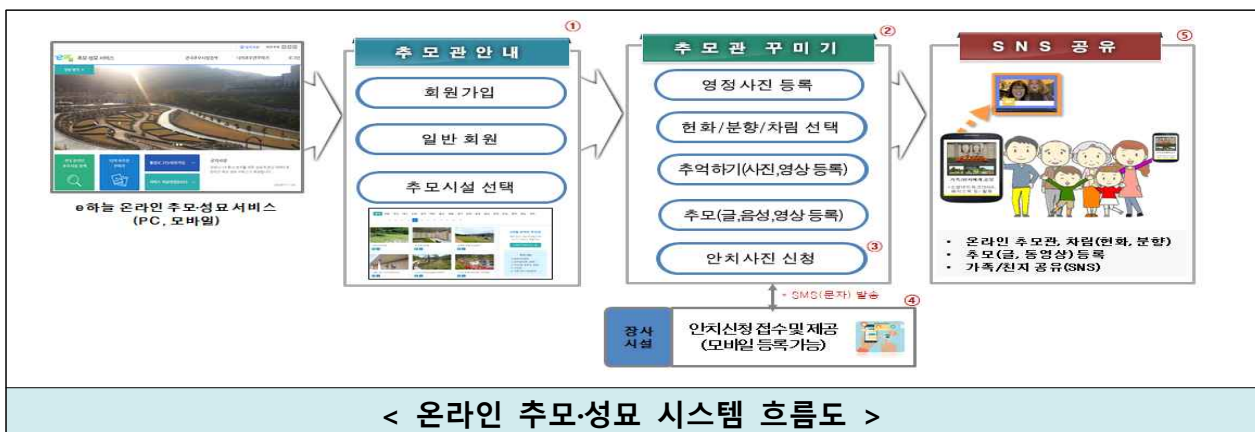 ①
추모관안내
회원가입
일반 회원
추모시설 선택
e하늘 온라인 추모·성묘 서비스
(PC, 모바일)
②
추모관 꾸미기
영정사진 등록
헌화/분향/차림 선택
추억하기(사진,영상 등록)
추모(글,음성,영상 등록)
안치사진 신청
③
- SMS(문자) 발송
④
장사
시설
안치신청 접수 및 제공
(모바일 등록가능)
⑤
SNS 공유
• 온라인 추모관, 차림(헌화, 분향)
• 추모(글, 동영상) 등록
• 가족/친지 공유(SNS)
< 온라인 추모·성묘 시스템 흐름도 >